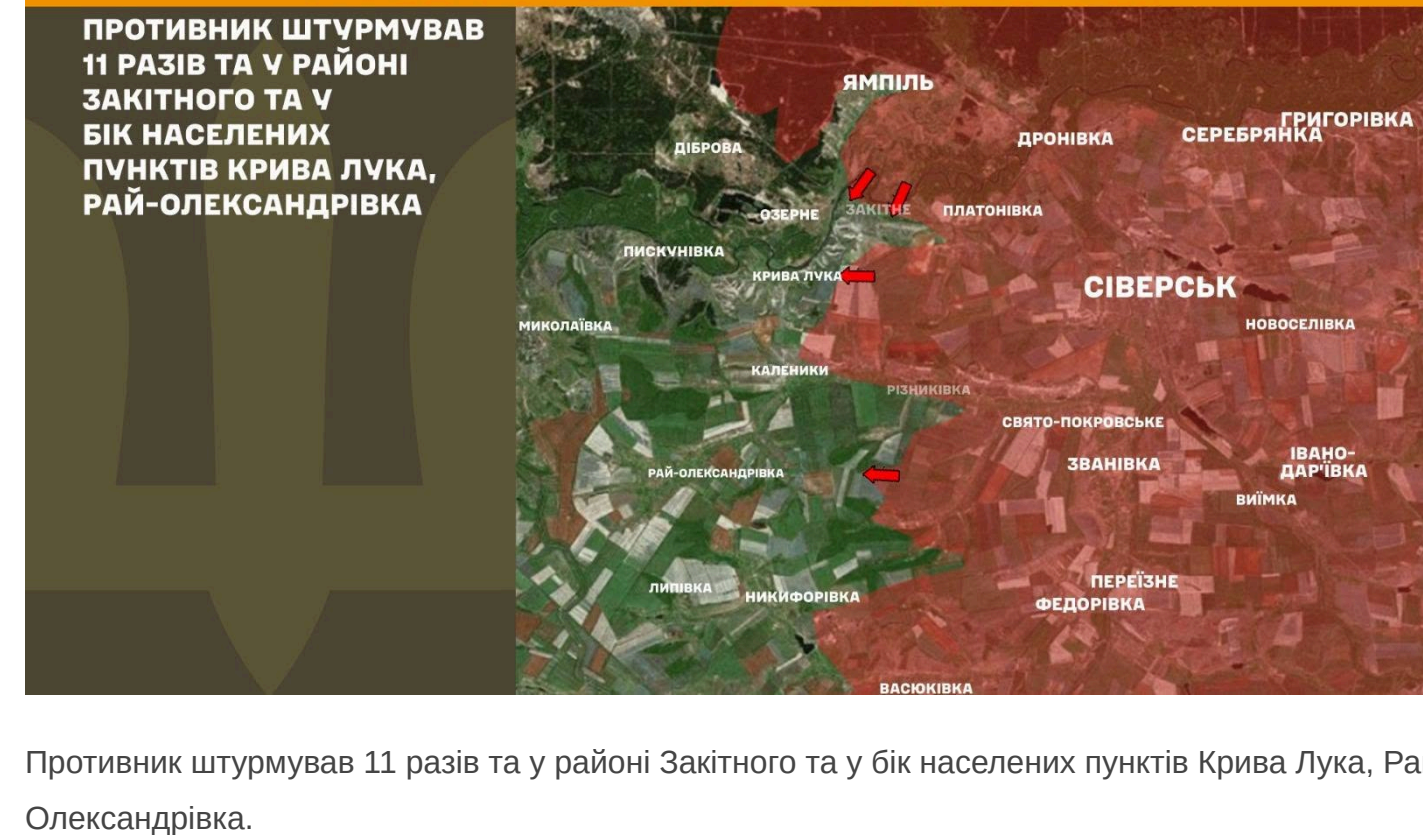 ПРОТИВНИК ШТУРМУВАВ
11 РАЗІВ ТА У РАЙОНІ
ЗАКІТНОГО ТА У
БІК НАСЕЛЕНИХ
ПУНКТІВ КРИВА ЛУКА,
РАЙ-ОЛЕКСАНДРІВКА
ЯМПІЛЬ
ГРИГОРІВКА
СЕРЕБРЯНКА
ДРОНІВКА
ДІБРОВА
ОЗЕРНЕ
ЗАКІТНЕ
ПЛАТОНІВКА
ПИСКУНІВКА
КРИВА ЛУКА
СІВЕРСЬК
МИКОЛАЇВКА
НОВОСЕЛІВКА
КАЛЕНИКИ
РІЗНИКІВКА
СВЯТО-ПОКРОВСЬКЕ
ЗВАНІВКА
ІВАНО-
ДАР'ЇВКА
РАЙ-ОЛЕКСАНДРІВКА
ВИЇМКА
ПЕРЕЇЗНЕ
ЛИПІВКА
НИКИФОРІВКА
ФЕДОРІВКА
ВАСЮКІВКА
Противник штурмував 11 разів та у районі Закітного та у бік населених пунктів Крива Лука,
Олександрівка.